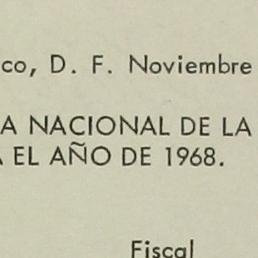 co, D. F. Noviembre
A NACIONAL DE LA
EL AÑO DE 1968.
Fiscal